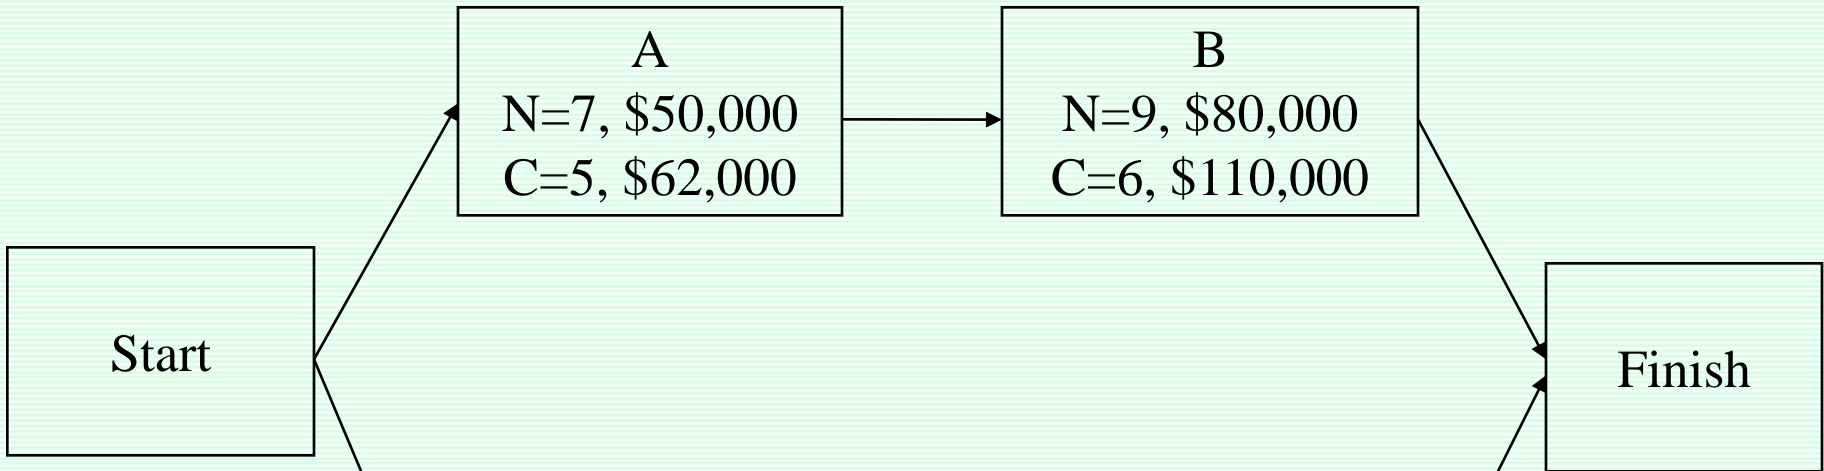 A
N=7, $50,000
C=5, $62,000
B
N=9, $80,000
C=6, $110,000
Start
Finish